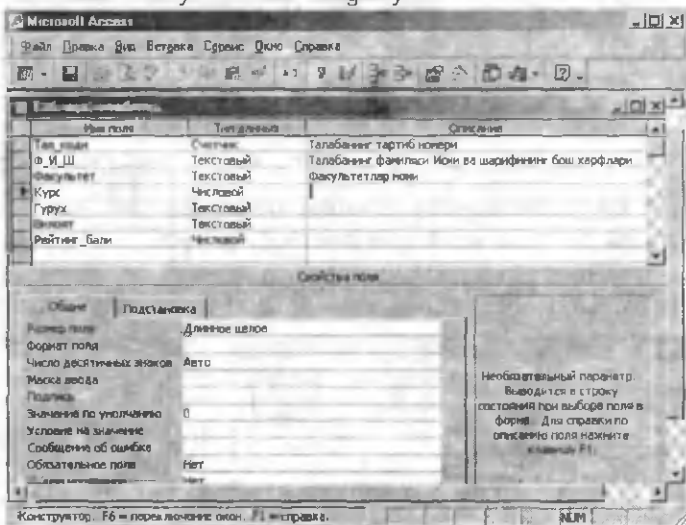 Microsoft Access
Файл Правка Вид Вставка Сервис Окно Справка
Имя поля Тип данных Описание
Тал_коди Счетчик Талабанинг тартиб номери
Ф_И_Ш Текстовый Талабанинг фамиляси Исми ва шарифининг бош харфлари
Факультет Текстовый Факультетлар номи
Курс Числовой
Гурух Текстовый
Текстовый
Рейтинг_бали Числовой
Свойства поля
Общие Подстановка
Размер поля Длинное целое
Формат поля
Число десятичных знаков Авто
Маска ввода
Подпись
Значение по умолчанию 0
Условие на значение
Сообщение об ошибке
Обязательное поле Нет
Нет
Необязательный параметр.
Выводится в строку
состояния при выборе поля в
форме. Для справки по
описанию поля нажмите
клавишу F1.
Конструктор. F6 = переключение окон. F1 = справка. NUM